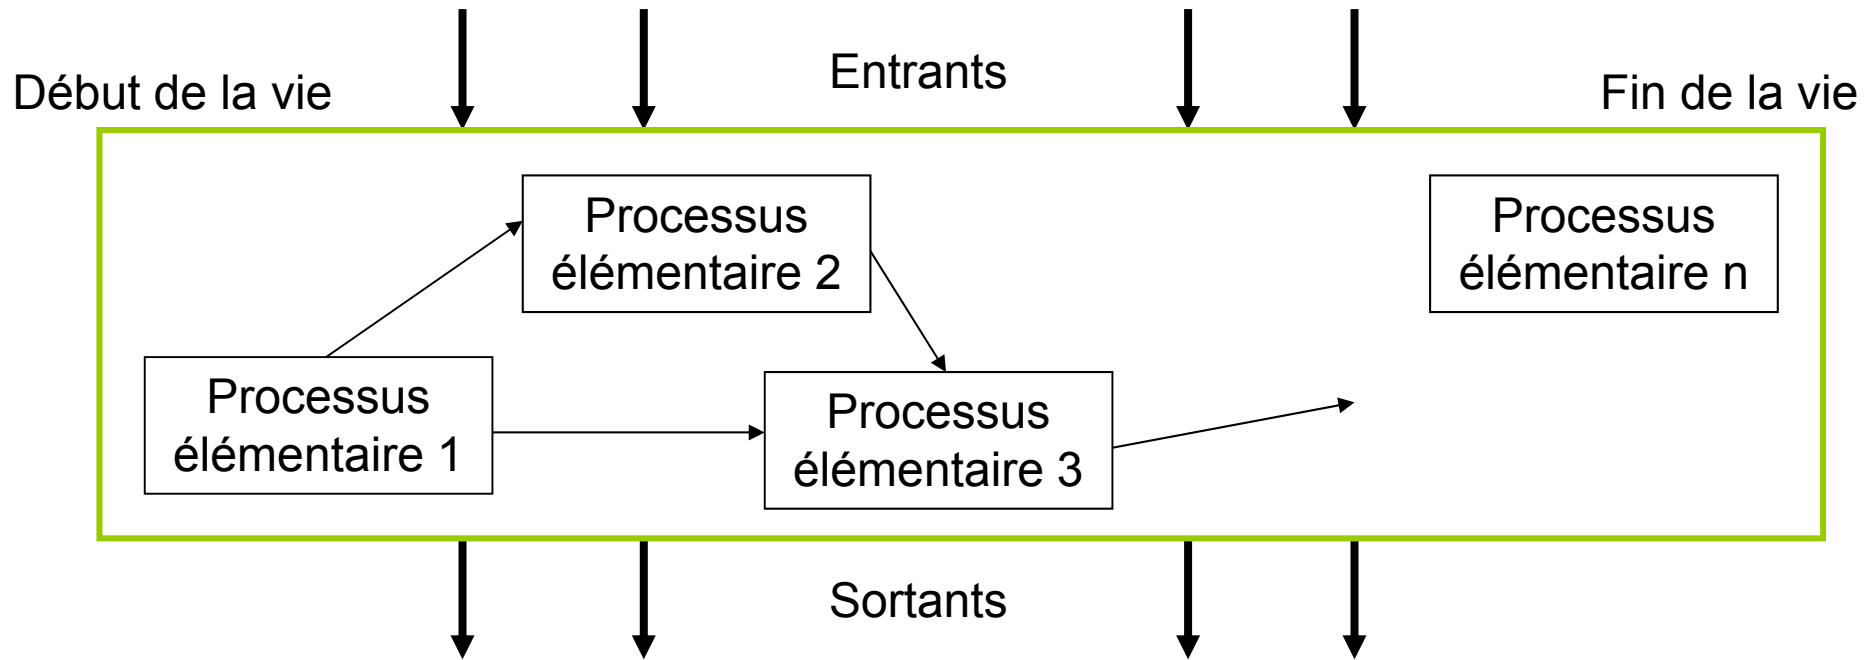 Entrants
Début de la vie
Fin de la vie
Processus
élémentaire 2
Processus
élémentaire n
Processus
élémentaire 1
Processus
élémentaire 3
Sortants